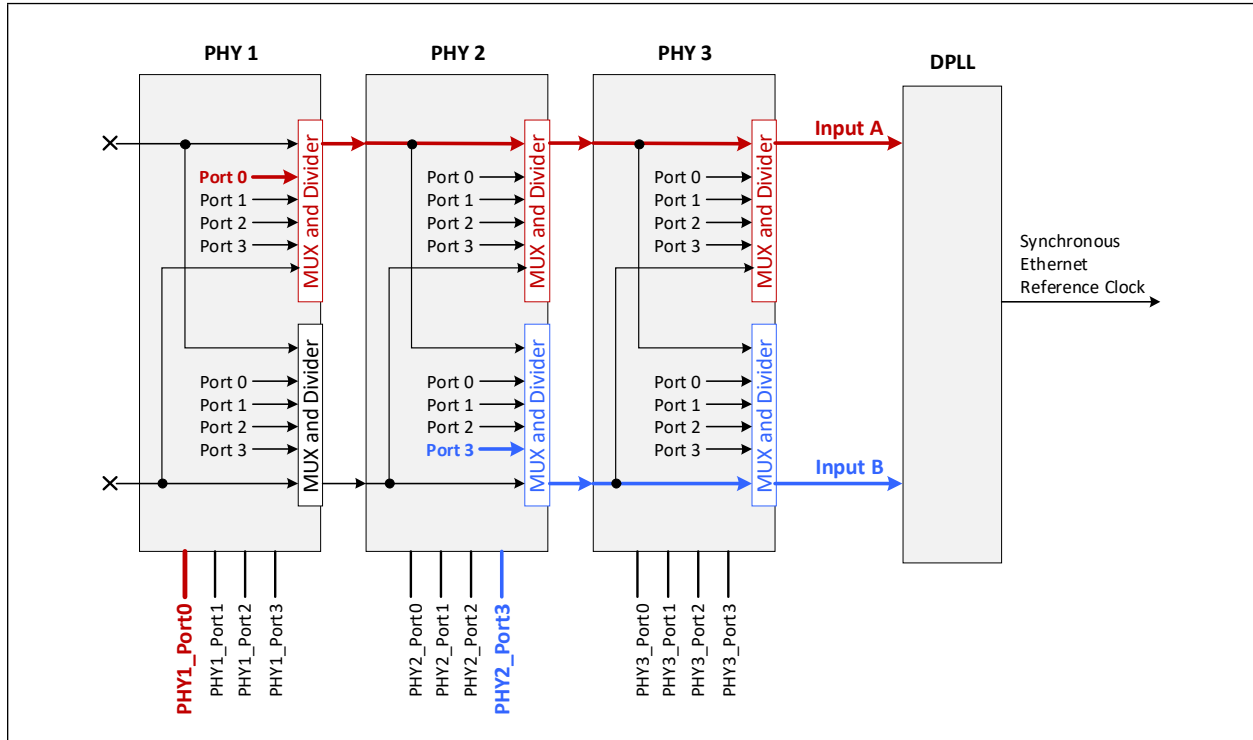 PHY 1
PHY 2
PHY 3
DPLL
Port 0
Port 1
Port 2
Port 3
MUX and Divider
Port 0
Port 1
Port 2
Port 3
MUX and Divider
PHY1_Port0
PHY1_Port1
PHY1_Port2
PHY1_Port3
Port 0
Port 1
Port 2
Port 3
MUX and Divider
Port 0
Port 1
Port 2
Port 3
MUX and Divider
PHY2_Port0
PHY2_Port1
PHY2_Port2
PHY2_Port3
Port 0
Port 1
Port 2
Port 3
MUX and Divider
Port 0
Port 1
Port 2
Port 3
MUX and Divider
PHY3_Port0
PHY3_Port1
PHY3_Port2
PHY3_Port3
Input A
Input B
Synchronous
Ethernet
Reference Clock